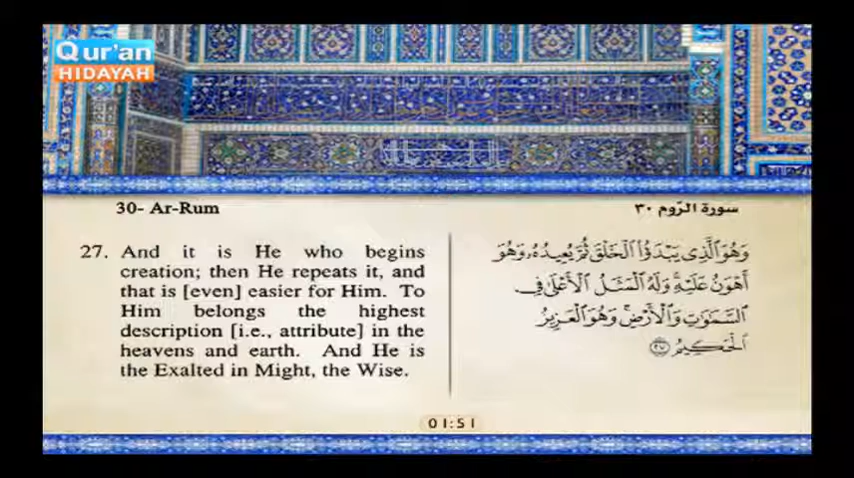 Qur'an
HIDAYAH
30- Ar-Rum
سورة الرّوم ٣٠
27. And it is He who begins
creation; then He repeats it, and
that is [even] easier for Him. To
Him belongs the highest
description [i.e., attribute] in the
heavens and earth. And He is
the Exalted in Might, the Wise.
وَهُوَ ٱلَّذِى يَبْدَؤُا۟ ٱلْخَلْقَ ثُمَّ يُعِيدُهُۥ وَهُوَ
أَهْوَنُ عَلَيْهِ ۚ وَلَهُ ٱلْمَثَلُ ٱلْأَعْلَىٰ فِى
ٱلسَّمَٰوَٰتِ وَٱلْأَرْضِ ۚ وَهُوَ ٱلْعَزِيزُ
ٱلْحَكِيمُ ٢٧
01:51